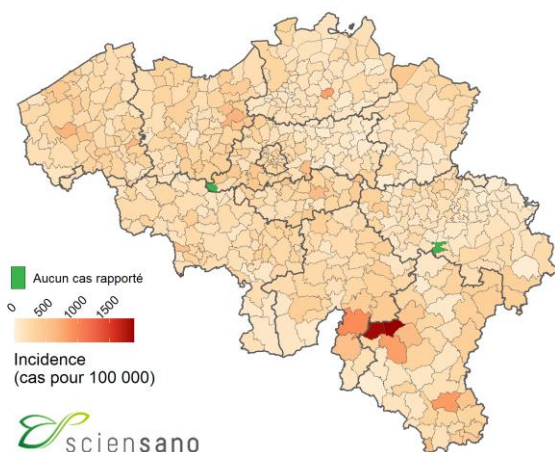 Aucun cas rapporté
0 500 1000 1500
Incidence
(cas pour 100 000)
sciensano